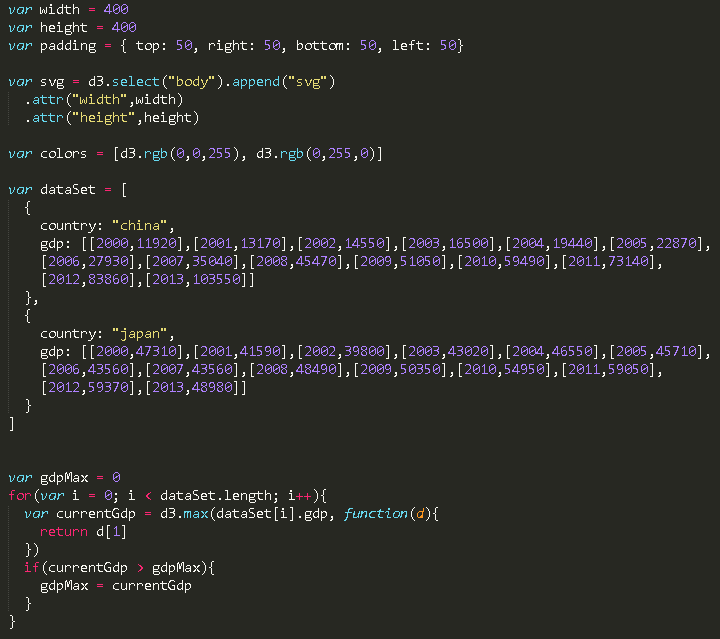 var width = 400
var height = 400
var padding = { top: 50, right: 50, bottom: 50, left: 50}
var svg = d3.select("body").append("svg")
.attr("width",width)
.attr("height",height)
var colors = [d3.rgb(0,0,255), d3.rgb(0,255,0)]
var dataSet = [
{
country: "china",
gdp: [[2000,11920],[2001,13170],[2002,14550],[2003,16500],[2004,19440],[2005,22870],
[2006,27930],[2007,35040],[2008,45470],[2009,51050],[2010,59490],[2011,73140],
[2012,83860],[2013,103550]]
},
{
country: "japan",
gdp: [[2000,47310],[2001,41590],[2002,39800],[2003,43020],[2004,46550],[2005,45710],
[2006,43560],[2007,43560],[2008,48490],[2009,50350],[2010,54950],[2011,59050],
[2012,59370],[2013,48980]]
}
]
var gdpMax = 0
for(var i = 0; i < dataSet.length; i++){
var currentGdp = d3.max(dataSet[i].gdp, function(d){
return d[1]
})
if(currentGdp > gdpMax){
gdpMax = currentGdp
}
}